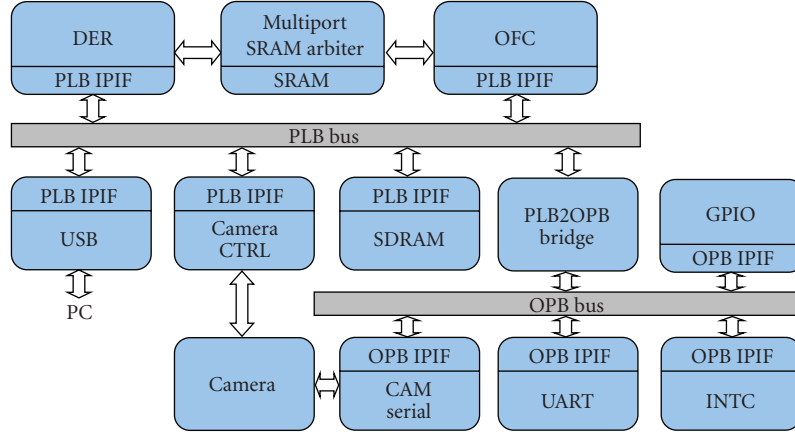 DER
PLB IPIF
Multiport
SRAM arbiter
SRAM
OFC
PLB IPIF
PLB bus
PLB IPIF
USB
PC
PLB IPIF
Camera
CTRL
PLB IPIF
SDRAM
PLB2OPB
bridge
GPIO
OPB IPIF
OPB bus
Camera
OPB IPIF
CAM
serial
OPB IPIF
UART
OPB IPIF
INTC